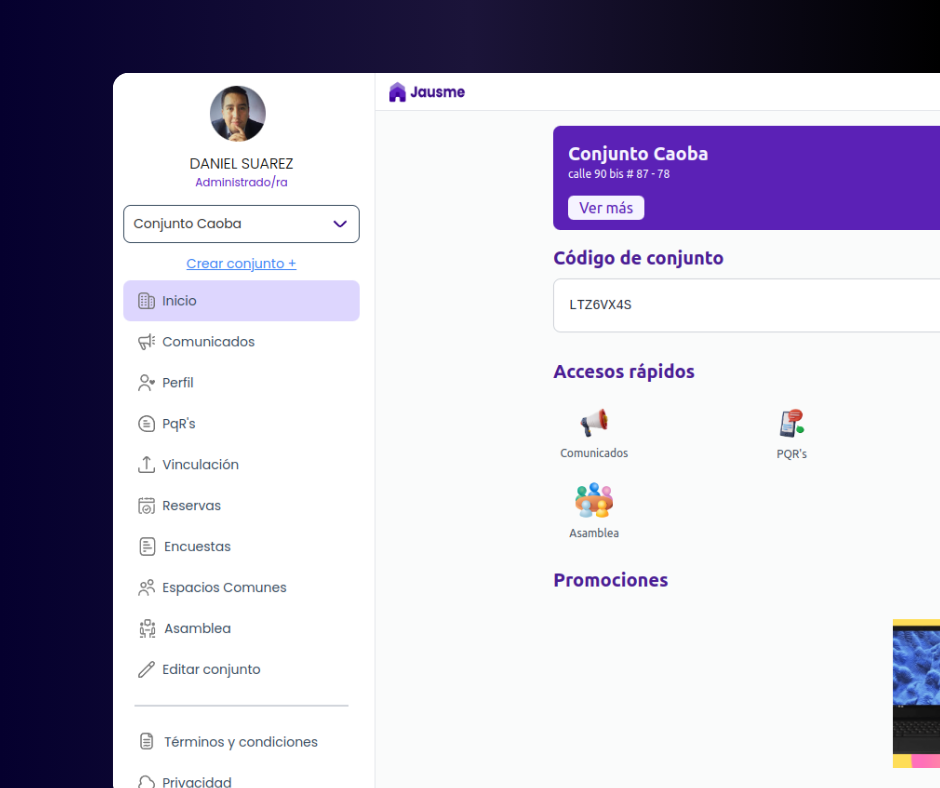 DANIEL SUAREZ
Administrado/ra
Conjunto Caoba
Crear conjunto +
Inicio
Comunicados
Perfil
PqR's
Vinculación
Reservas
Encuestas
Espacios Comunes
Asamblea
Editar conjunto
Términos y condiciones
Privacidad
Jausme
Conjunto Caoba
calle 90 bis # 87 - 78
Ver más
Código de conjunto
LTZ6VX4S
Accesos rápidos
Comunicados
PQR's
Asamblea
Promociones